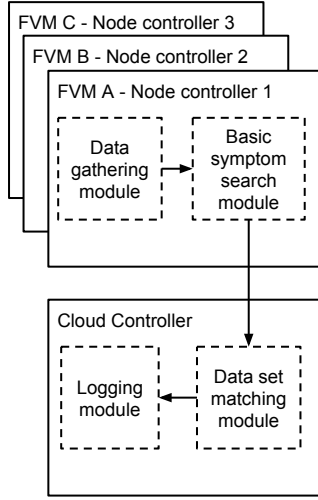 FVM C - Node controller 3
FVM B - Node controller 2
FVM A - Node controller 1
Data
gathering
module
Basic
symptom
search
module
Cloud Controller
Logging
module
Data set
matching
module